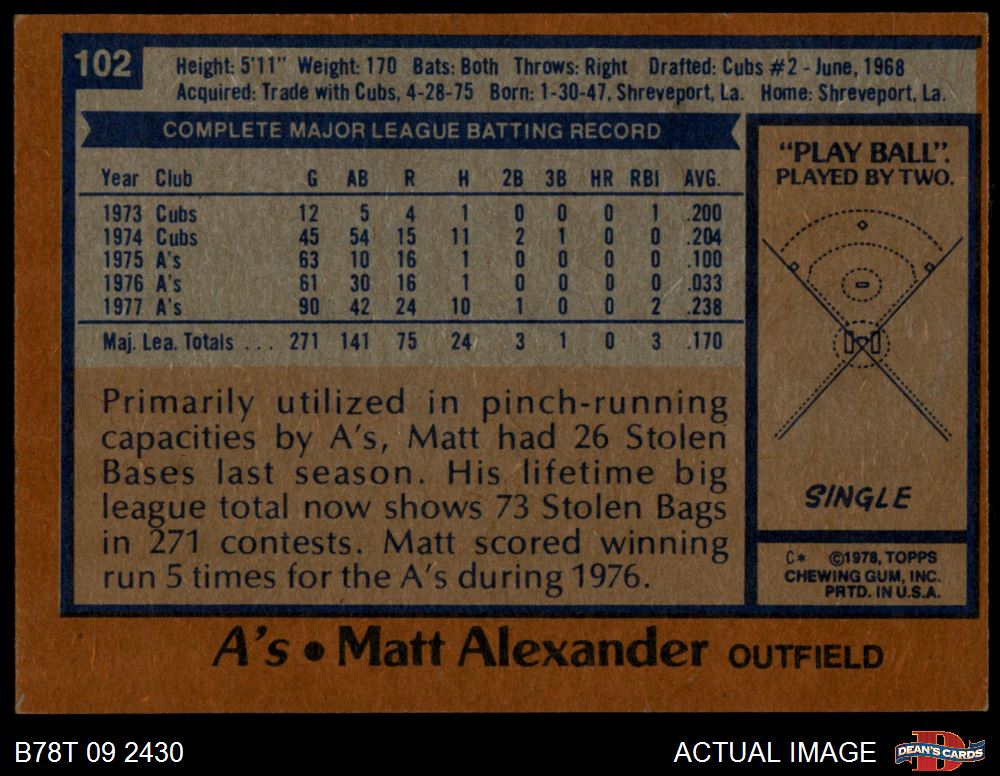 102
Height: 5'11" Weight: 170 Bats: Both Throws: Right Drafted: Cubs #2 - June, 1968
Acquired: Trade with Cubs, 4-28-75 Born: 1-30-47, Shreveport, La. Home: Shreveport, La.
COMPLETE MAJOR LEAGUE BATTING RECORD
Year Club G AB R H 2B 3B HR RBI AVG.
1973 Cubs 12 5 4 1 0 0 0 1 .200
1974 Cubs 45 54 15 11 2 1 0 0 .204
1975 A's 63 10 16 1 0 0 0 0 .100
1976 A's 61 30 16 1 0 0 0 0 .033
1977 A's 90 42 24 10 1 0 0 2 .238
Maj. Lea. Totals . . . 271 141 75 24 3 1 0 3 .170
Primarily utilized in pinch-running
capacities by A's, Matt had 26 Stolen
Bases last season. His lifetime big
league total now shows 73 Stolen Bags
in 271 contests. Matt scored winning
run 5 times for the A's during 1976.
"PLAY BALL".
PLAYED BY TWO.
SINGLE
C* ©1978, TOPPS
CHEWING GUM, INC.
PRTD. IN U.S.A.
A's • Matt Alexander OUTFIELD
B78T 09 2430
ACTUAL IMAGE
D
DEAN'S CARDS